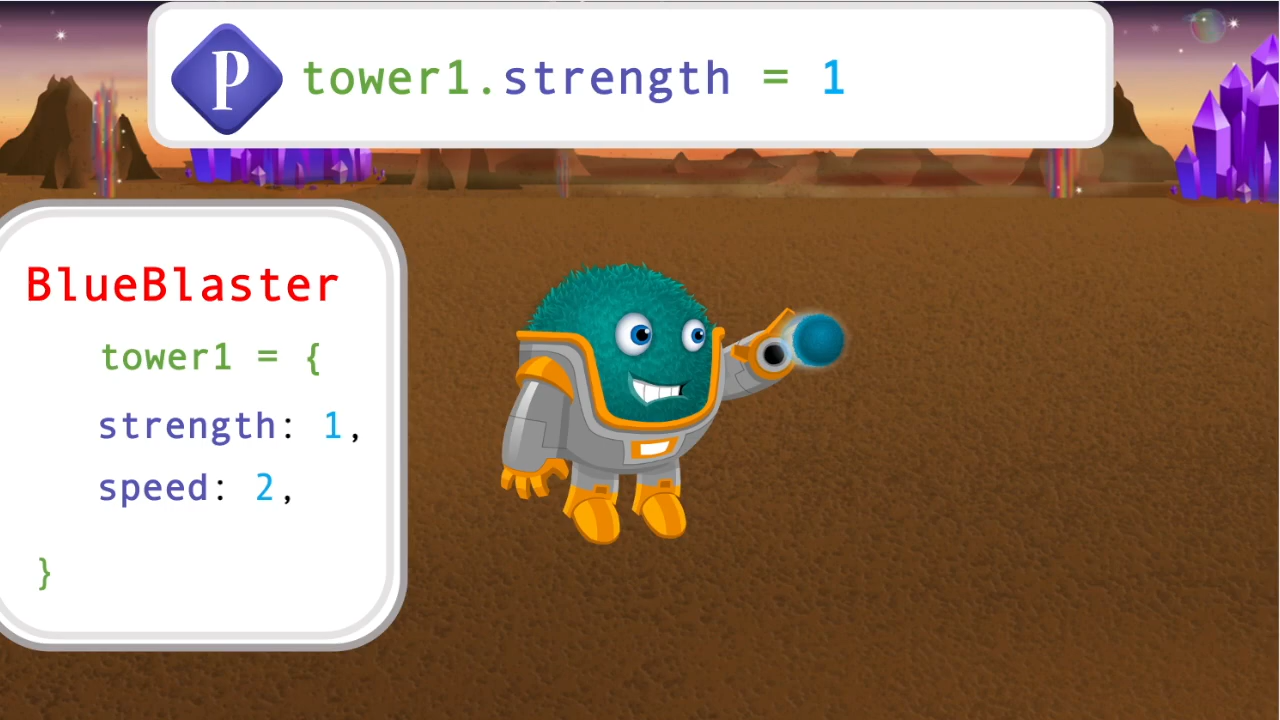 P tower1.strength = 1
BlueBlaster
tower1 = {
strength: 1,
speed: 2,
}